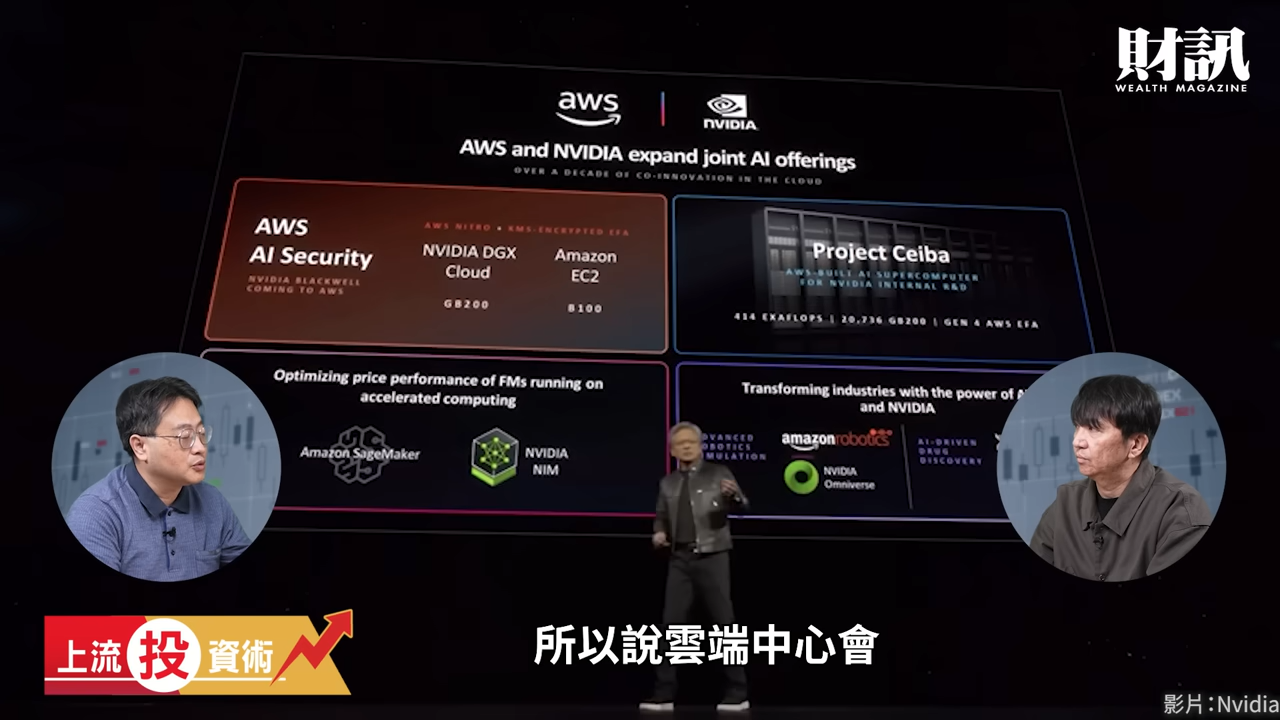 財訊
WEALTH MAGAZINE
aws
NVIDIA
AWS and NVIDIA expand joint AI offerings
OVER A DECADE OF CO-INNOVATION IN THE CLOUD
AWS
AI Security
NVIDIA BLACKWELL
COMING TO AWS
AWS NITRO • KMS-ENCRYPTED EFA
NVIDIA DGX
Cloud
GB200
Amazon
EC2
B100
Project Ceiba
AWS-BUILT AI SUPERCOMPUTER
FOR NVIDIA INTERNAL R&D
414 EXAFLOPS | 20,736 GB200 | GEN 4 AWS EFA
Optimizing price performance of FMs running on
accelerated computing
Amazon SageMaker
NVIDIA
NIM
Transforming industries with the power of
and NVIDIA
amazon robotics
NVIDIA
Omniverse
AI-DRIVEN
DRUG
DISCOVERY
上流投資術
所以說雲端中心會
影片：Nvidia